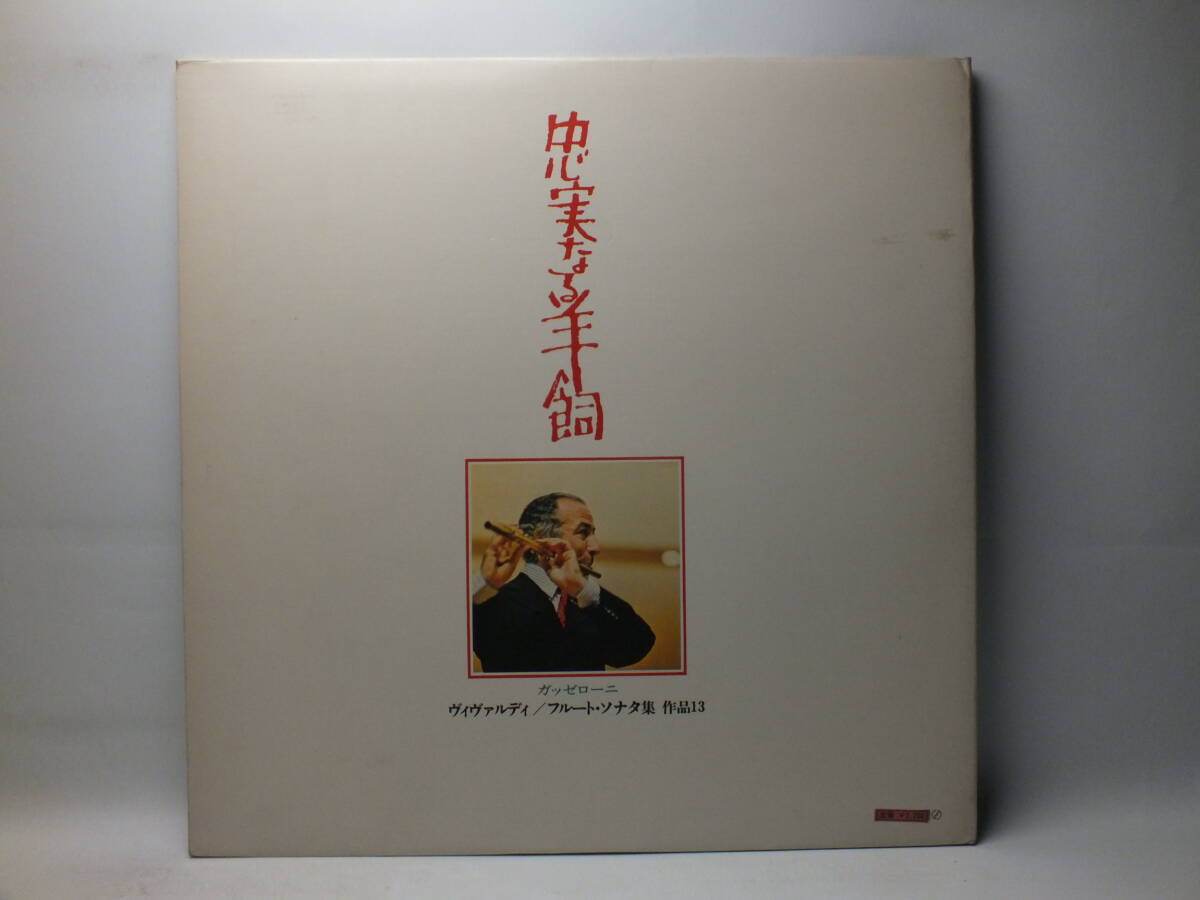 忠実なる羊飼
ガッゼローニ
ヴィヴァルディ／フルート・ソナタ集 作品13